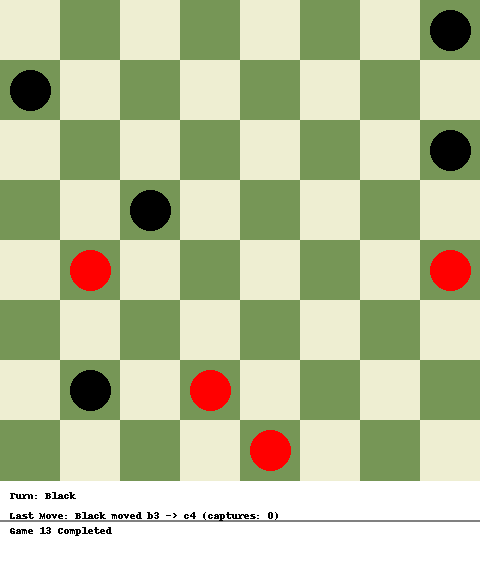 Turn: Black
Last Move: Black moved b3 -> c4 (captures: 0)
Game 13 Completed